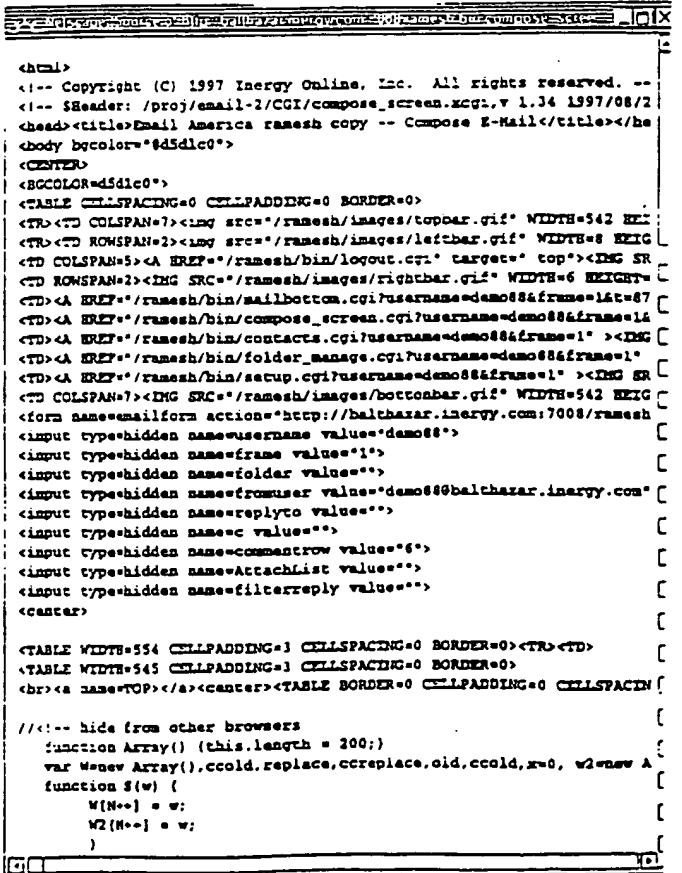 <html>
<!-- Copyright (C) 1997 Inergy Online, Inc. All rights reserved. --
<!-- $Header: /proj/email-2/CGI/compose_screen.xcgi,v 1.34 1997/08/2
<head><title>Email America ramesh copy -- Compose E-Mail</title></he
<body bgcolor="#d5d1c0">
<CENTER>
<BGCOLOR=d5d1c0">
<TABLE CELLSPACING=0 CELLPADDING=0 BORDER=0>
<TR><TD COLSPAN=7><img src="/ramesh/images/topbar.gif" WIDTH=542 HEI
<TR><TD ROWSPAN=2><img src="/ramesh/images/leftbar.gif" WIDTH=8 HEIG
<TD COLSPAN=5><A HREF="/ramesh/bin/logout.cgi" target="_top"><IMG SR
<TD ROWSPAN=2><IMG SRC="/ramesh/images/rightbar.gif" WIDTH=6 HEIGHT=
<TD><A HREF="/ramesh/bin/mailbottom.cgi?username=demo88&frame=1&t=87
<TD><A HREF="/ramesh/bin/compose_screen.cgi?username=demo88&frame=1&
<TD><A HREF="/ramesh/bin/contacts.cgi?username=demo88&frame=1" ><IMG
<TD><A HREF="/ramesh/bin/folder_manage.cgi?username=demo88&frame=1"
<TD><A HREF="/ramesh/bin/setup.cgi?username=demo88&frame=1" ><IMG SR
<TD COLSPAN=7><IMG SRC="/ramesh/images/bottombar.gif" WIDTH=542 HEIG
<form name=emailform action="http://balthazar.inergy.com:7008/ramesh
<input type=hidden name=username value="demo88">
<input type=hidden name=frame value="1">
<input type=hidden name=folder value="">
<input type=hidden name=fromuser value="demo88@balthazar.inergy.com"
<input type=hidden name=replyto value="">
<input type=hidden name=c value="">
<input type=hidden name=commentrow value="6">
<input type=hidden name=AttachList value="">
<input type=hidden name=filterreply value="">
<center>
<TABLE WIDTH=554 CELLPADDING=3 CELLSPACING=0 BORDER=0><TR><TD>
<TABLE WIDTH=545 CELLPADDING=3 CELLSPACING=0 BORDER=0>
<br><a name=TOP></a><center><TABLE BORDER=0 CELLPADDING=0 CELLSPACIN
//<!-- hide from other browsers
function Array() {this.length = 200;}
var W=new Array(),ccold,replace,ccreplace,old,ccold,x=0, w2=new A
function S(w) {
W[N++] = w;
W2[M++] = w;
}